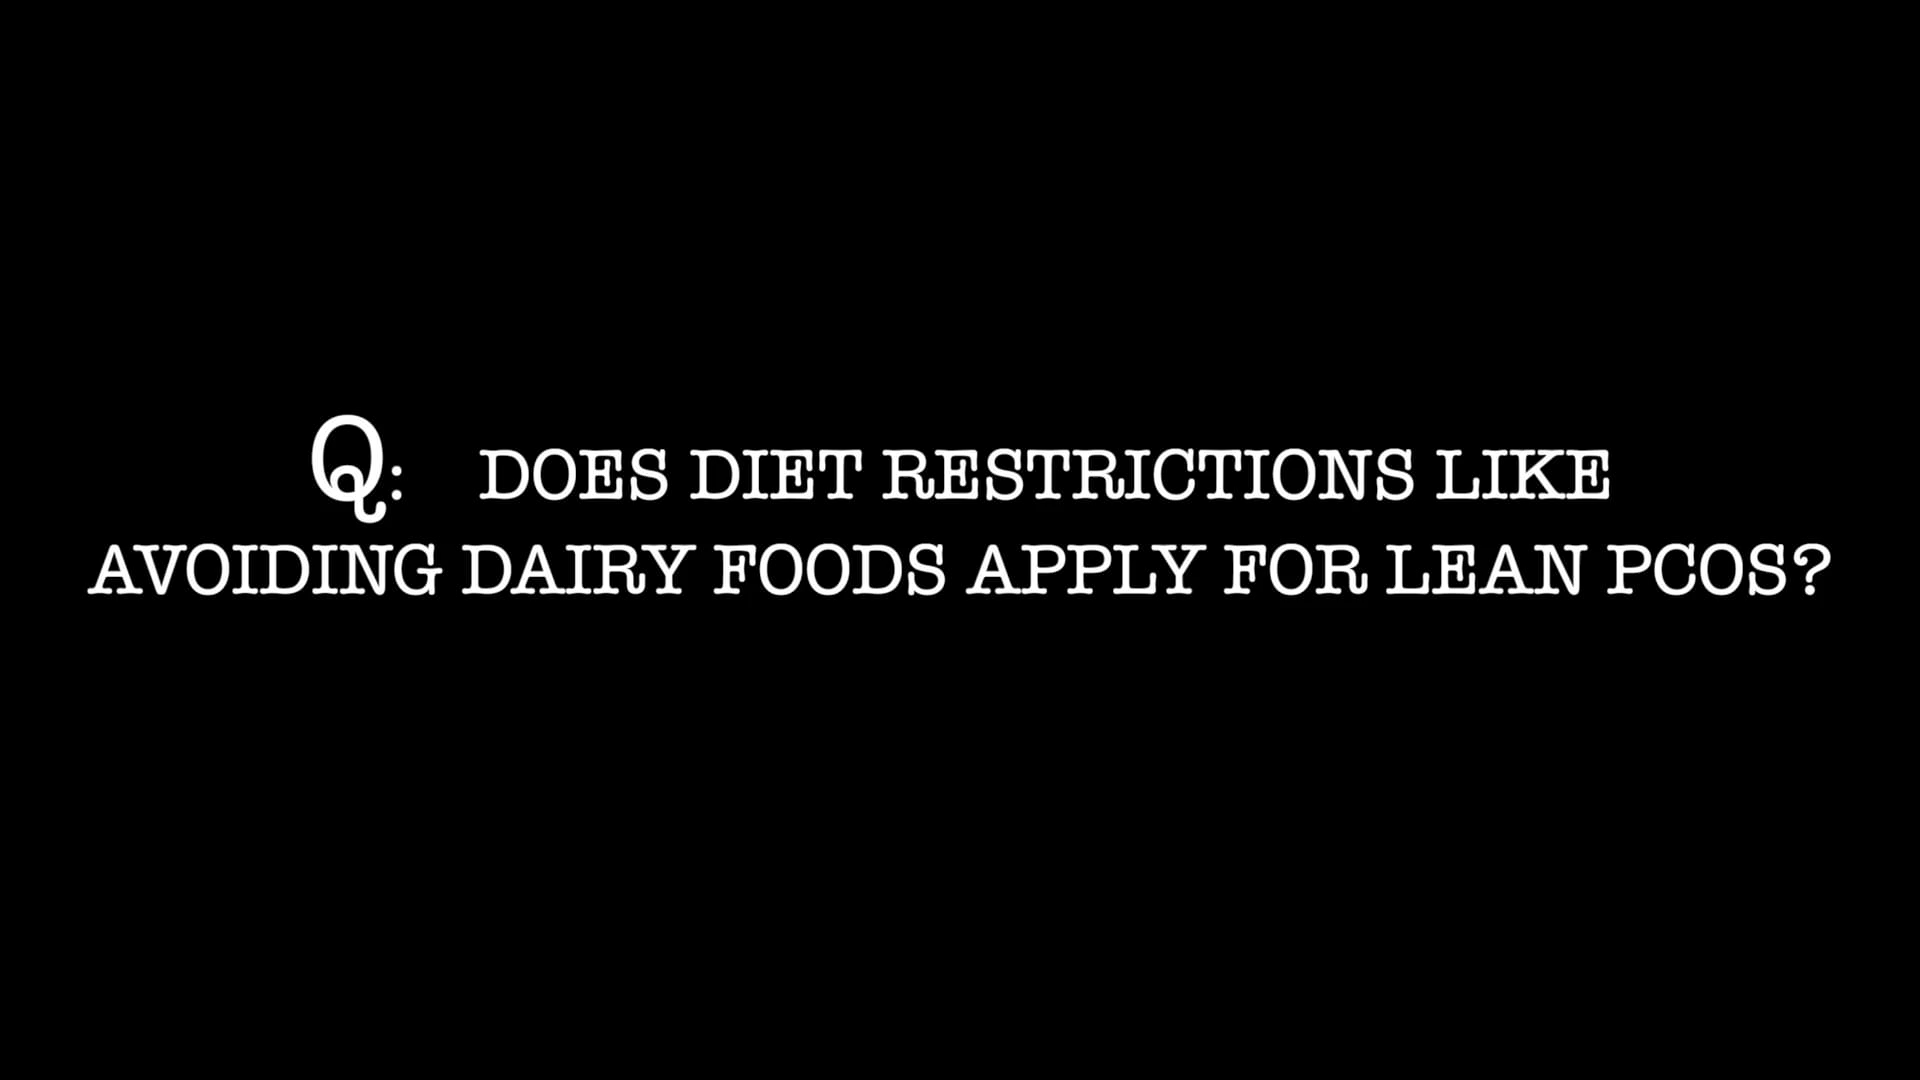 Q: DOES DIET RESTRICTIONS LIKE
AVOIDING DAIRY FOODS APPLY FOR LEAN PCOS?